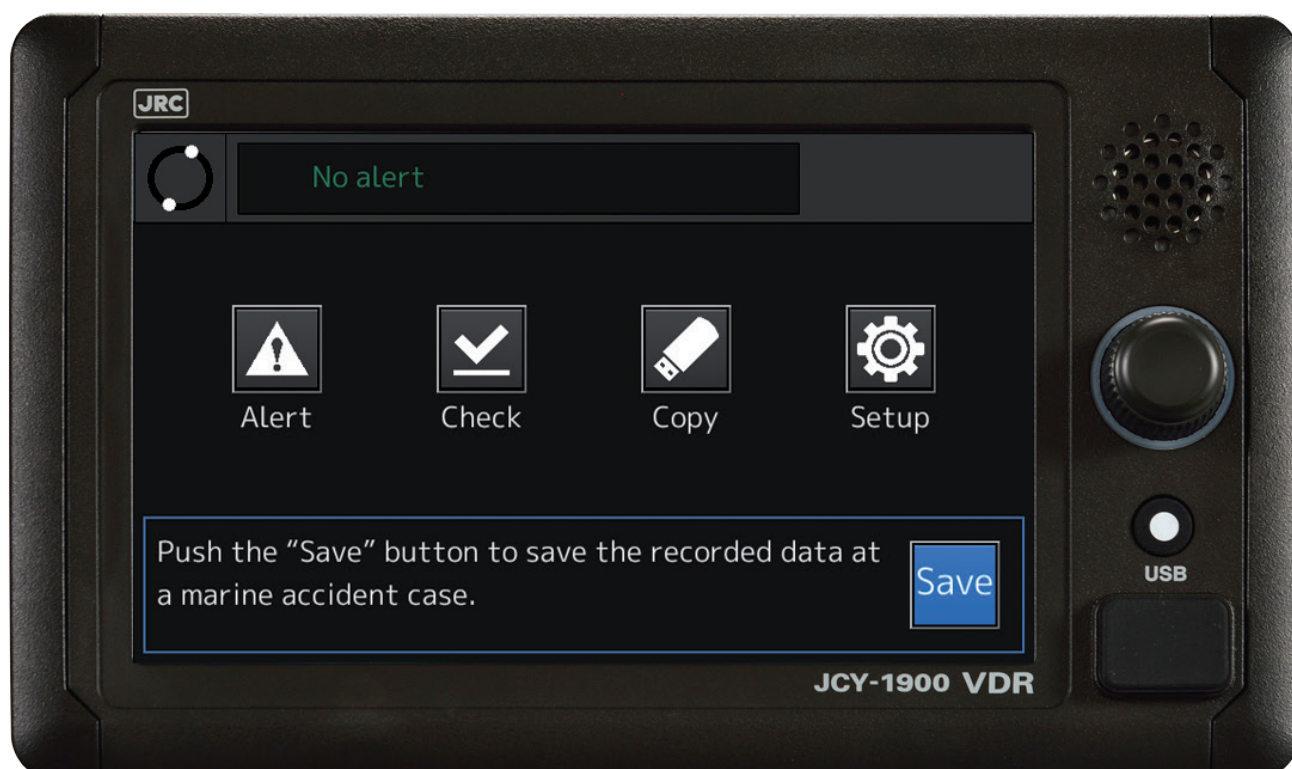 JRC
No alert
Alert
Check
Copy
Setup
Push the “Save” button to save the recorded data at
a marine accident case.
Save
USB
JCY-1900 VDR